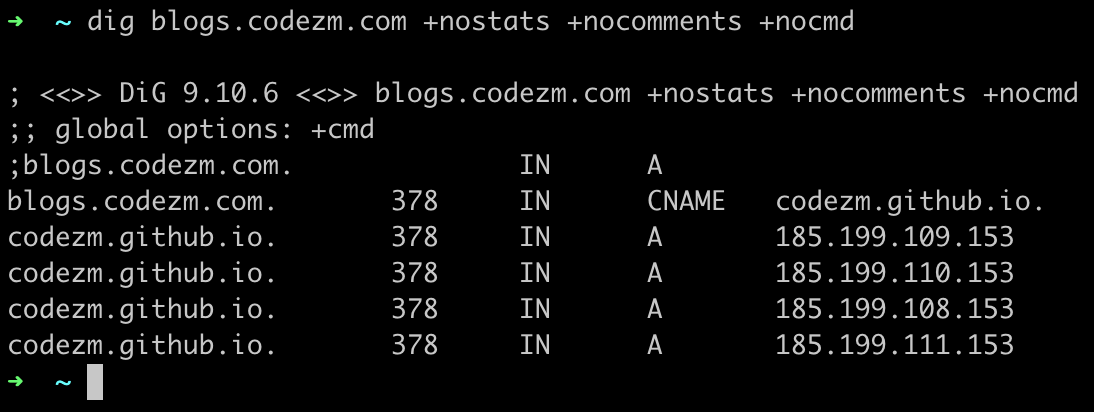 ➜  ~ dig blogs.codezm.com +nostats +nocomments +nocmd
; <<>> DiG 9.10.6 <<>> blogs.codezm.com +nostats +nocomments +nocmd
;; global options: +cmd
;blogs.codezm.com.              IN      A
blogs.codezm.com.       378     IN      CNAME   codezm.github.io.
codezm.github.io.       378     IN      A       185.199.109.153
codezm.github.io.       378     IN      A       185.199.110.153
codezm.github.io.       378     IN      A       185.199.108.153
codezm.github.io.       378     IN      A       185.199.111.153
➜  ~